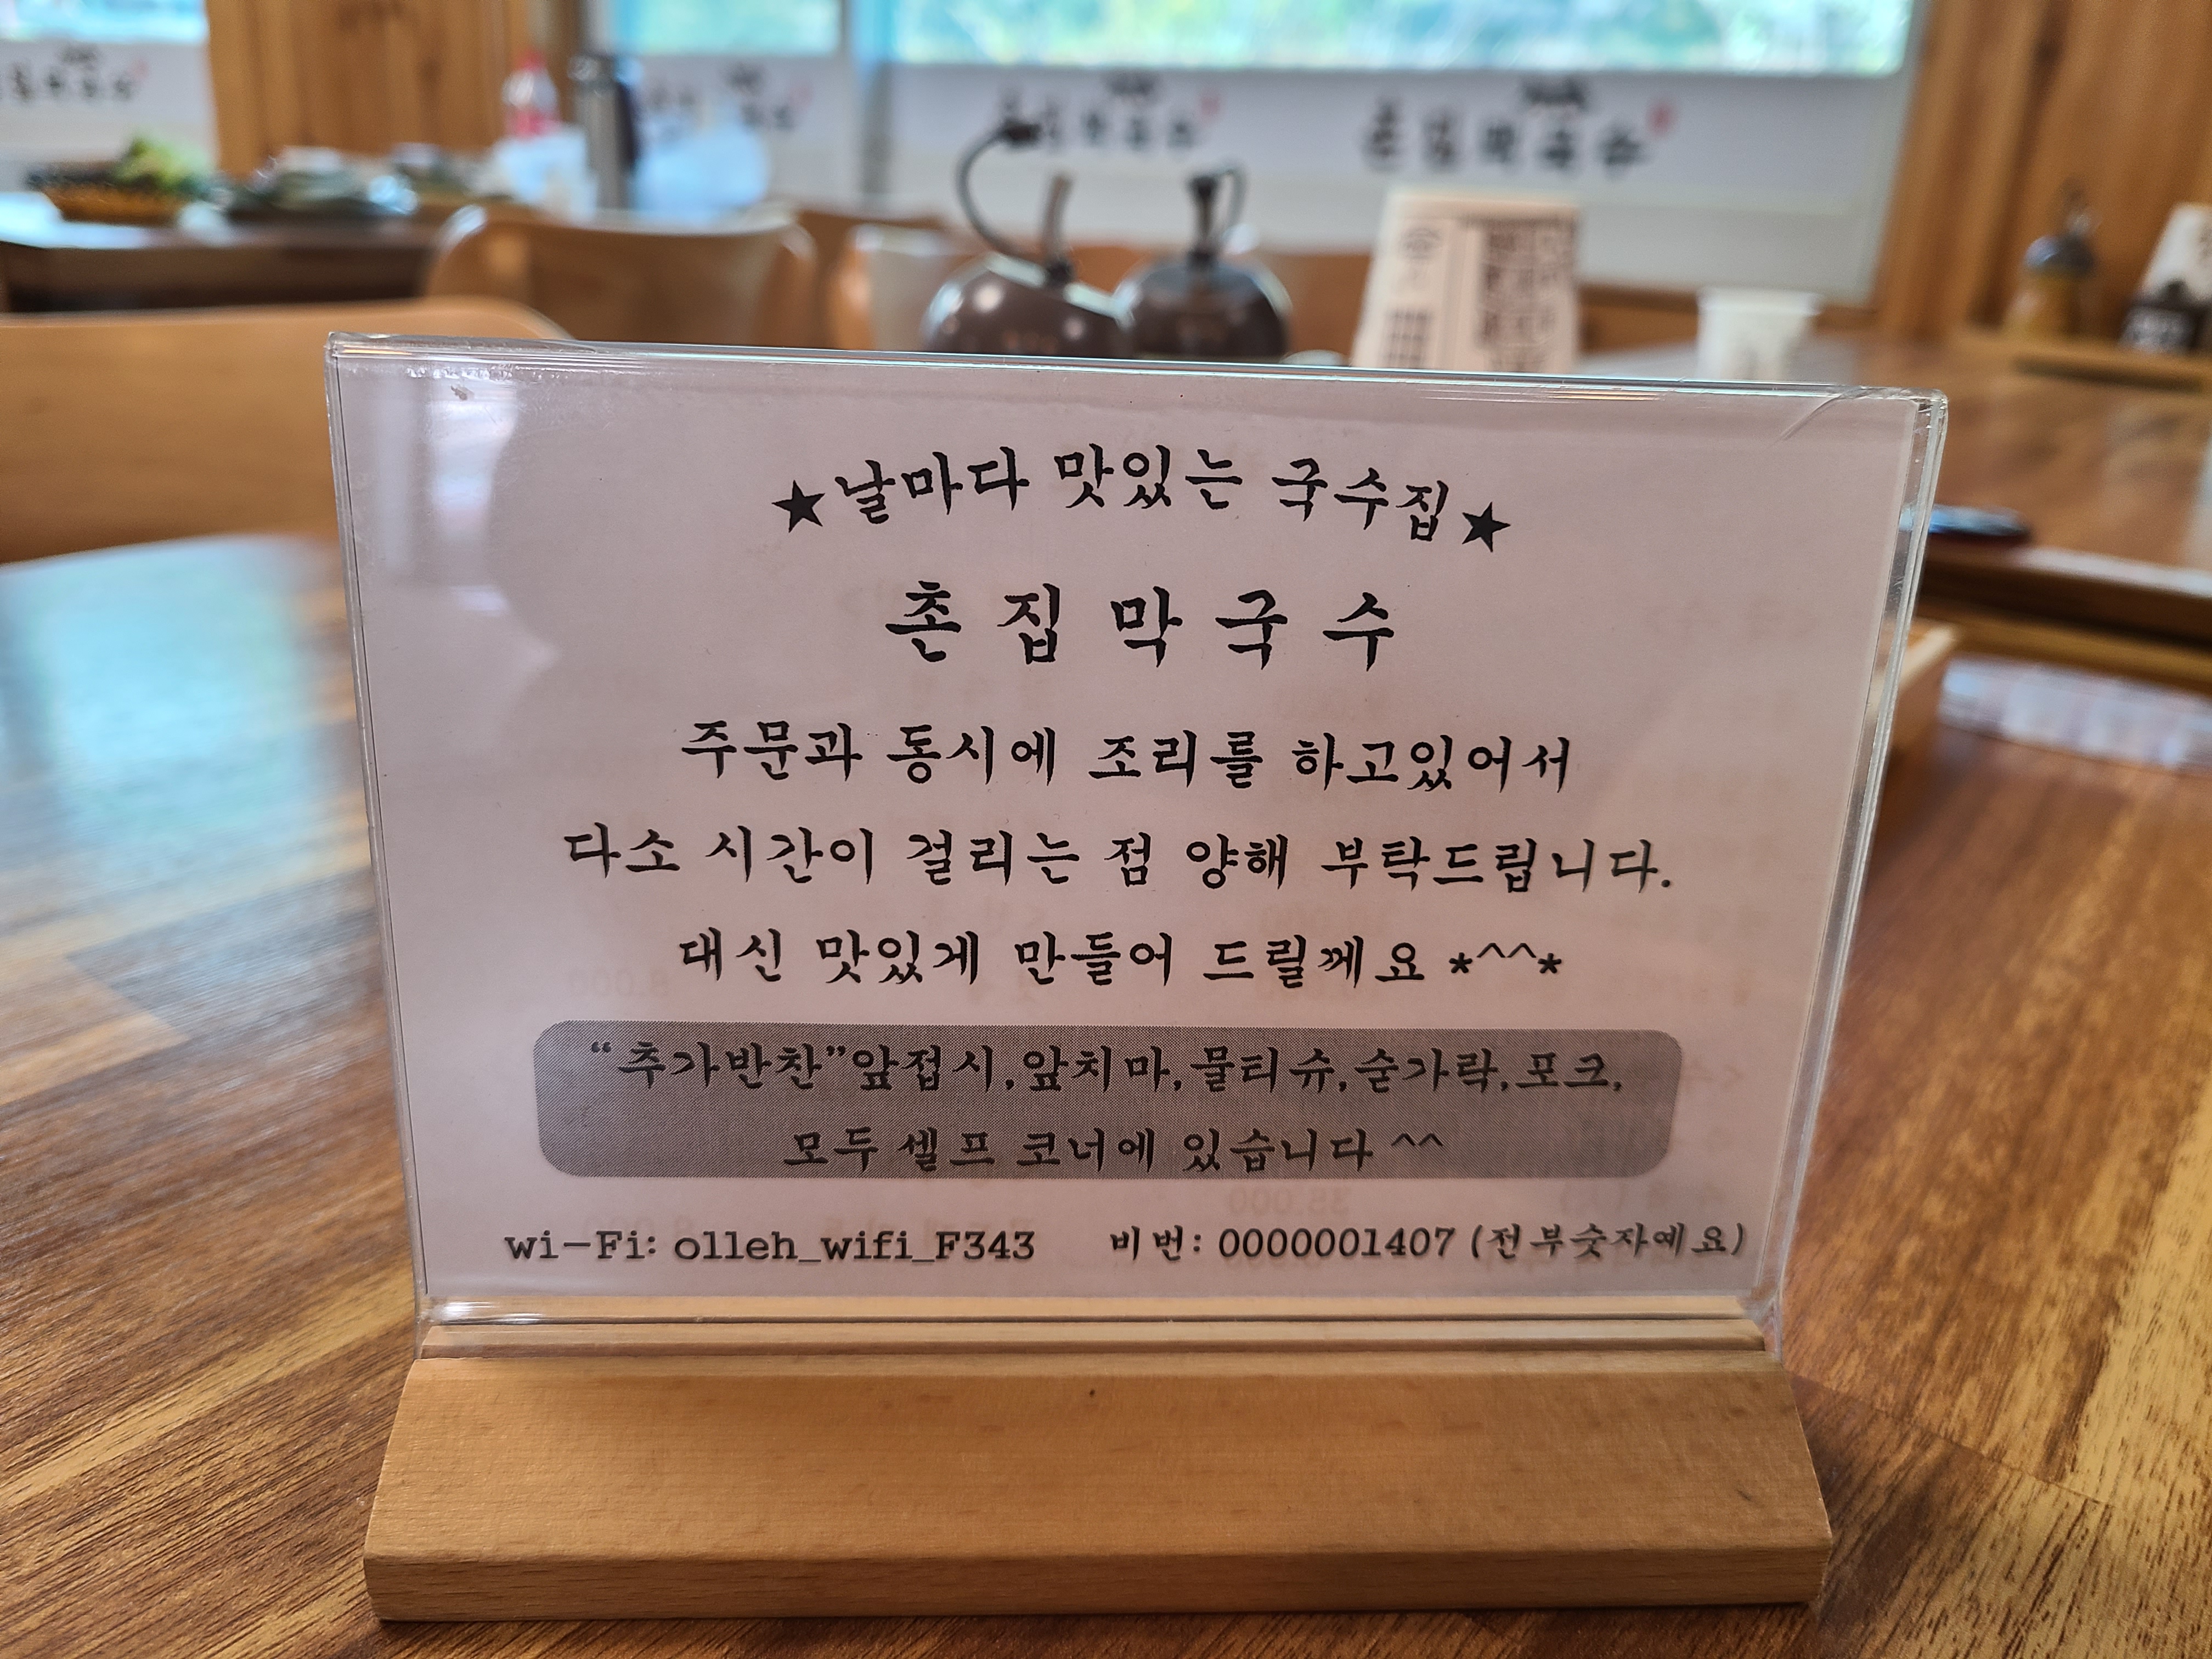 ★날마다 맛있는 국수집★
촌집막국수
주문과 동시에 조리를 하고있어서
다소 시간이 걸리는 점 양해 부탁드립니다.
대신 맛있게 만들어 드릴께요 *^^*
“추가반찬”앞접시,앞치마,물티슈,숟가락,포크,
모두 셀프 코너에 있습니다 ^^
wi-Fi: olleh_wifi_F343 비번: 0000001407 (전부숫자예요)